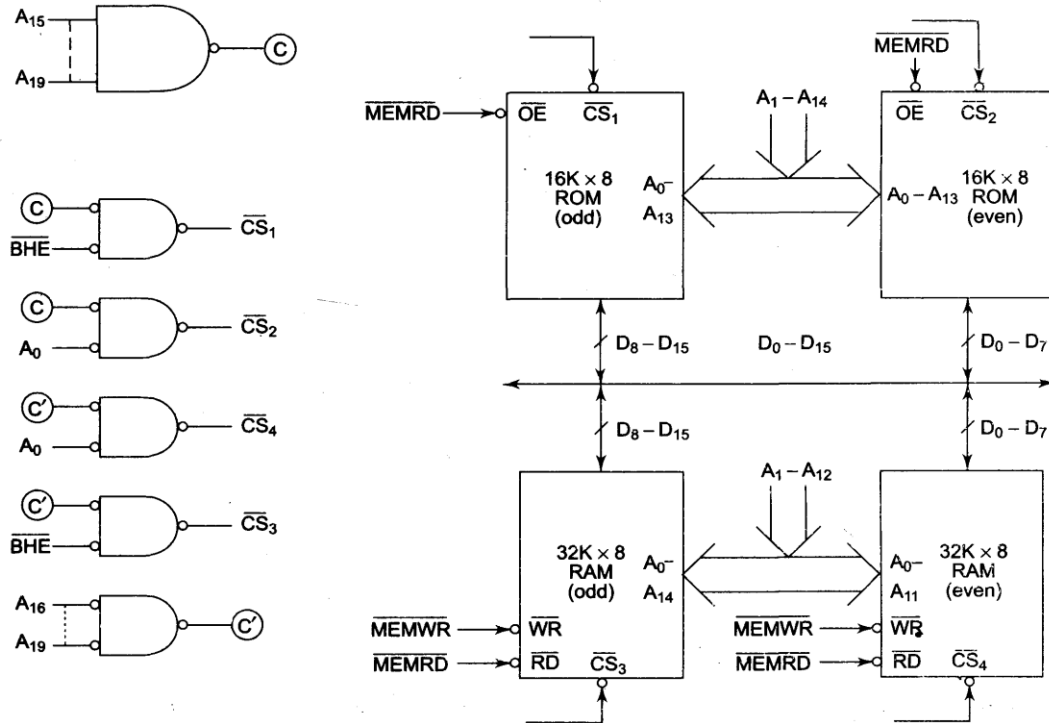 A15
A19
C
C
BHE
CS1
C
A0
CS2
C′
A0
CS4
C′
BHE
CS3
A16
A19
C′
MEMRD
OE CS1
16K × 8
ROM
(odd)
A0–
A13
A1 – A14
MEMRD
OE CS2
A0 – A13
16K × 8
ROM
(even)
D8 – D15
D0 – D15
D0 – D7
D8 – D15
D0 – D7
32K × 8
RAM
(odd)
A0–
A14
MEMWR
WR
MEMRD
RD CS3
A1 – A12
A0–
A11
32K × 8
RAM
(even)
MEMWR
WR
MEMRD
RD CS4